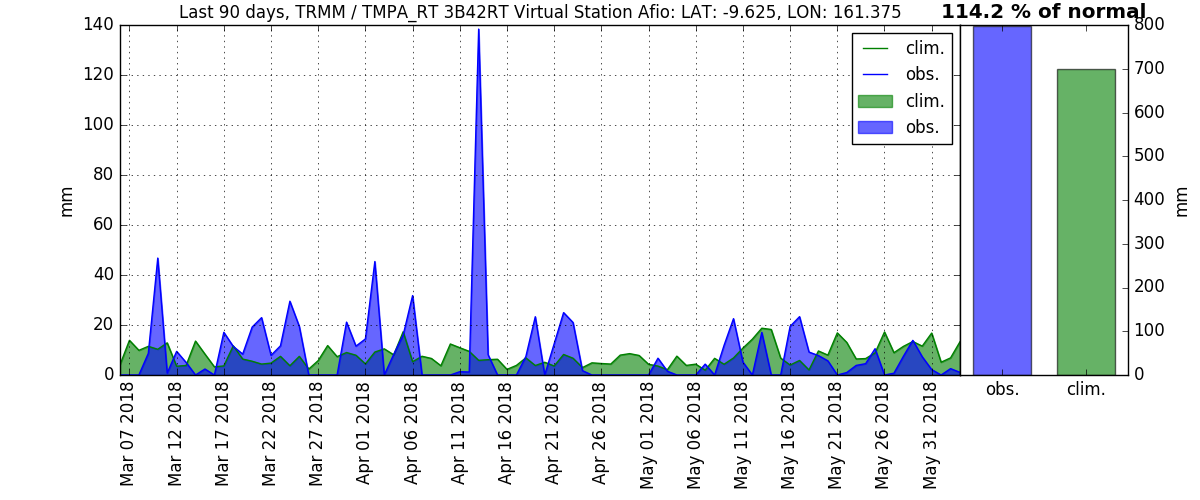 Last 90 days, TRMM / TMPA_RT 3B42RT Virtual Station Afio: LAT: -9.625, LON: 161.375
114.2 % of normal
140
120
100
80
60
40
20
0
mm
clim.
obs.
clim.
obs.
800
700
600
500
400
300
200
100
0
mm
obs.
clim.
Mar 07 2018
Mar 12 2018
Mar 17 2018
Mar 22 2018
Mar 27 2018
Apr 01 2018
Apr 06 2018
Apr 11 2018
Apr 16 2018
Apr 21 2018
Apr 26 2018
May 01 2018
May 06 2018
May 11 2018
May 16 2018
May 21 2018
May 26 2018
May 31 2018